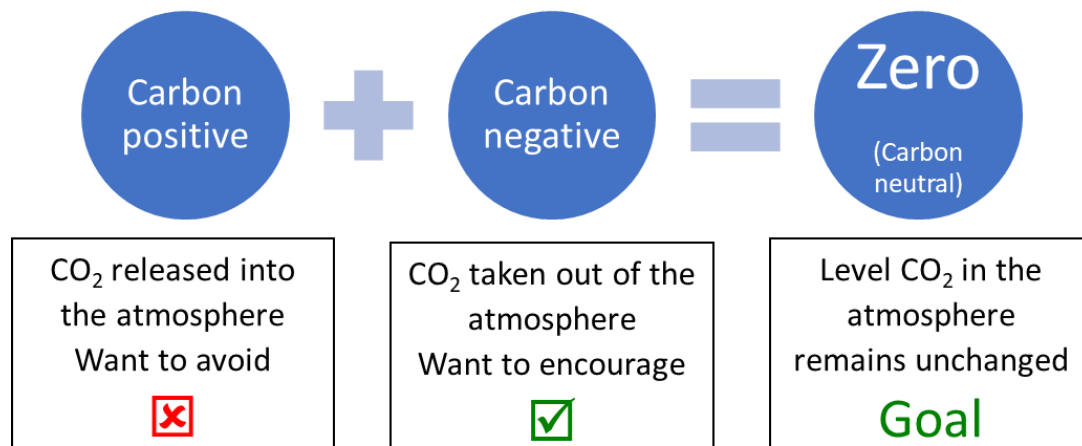 Carbon
positive
Carbon
negative
Zero
(Carbon
neutral)
CO₂ released into
the atmosphere
Want to avoid
CO₂ taken out of the
atmosphere
Want to encourage
Level CO₂ in the
atmosphere
remains unchanged
Goal